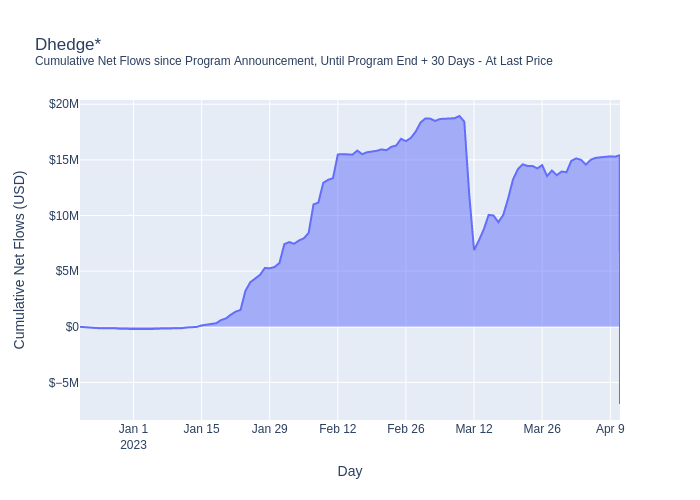 Dhedge*
Cumulative Net Flows since Program Announcement, Until Program End + 30 Days - At Last Price
Cumulative Net Flows (USD)
$20M
$15M
$10M
$5M
$0
$−5M
Jan 1
2023
Jan 15
Jan 29
Feb 12
Feb 26
Mar 12
Mar 26
Apr 9
Day